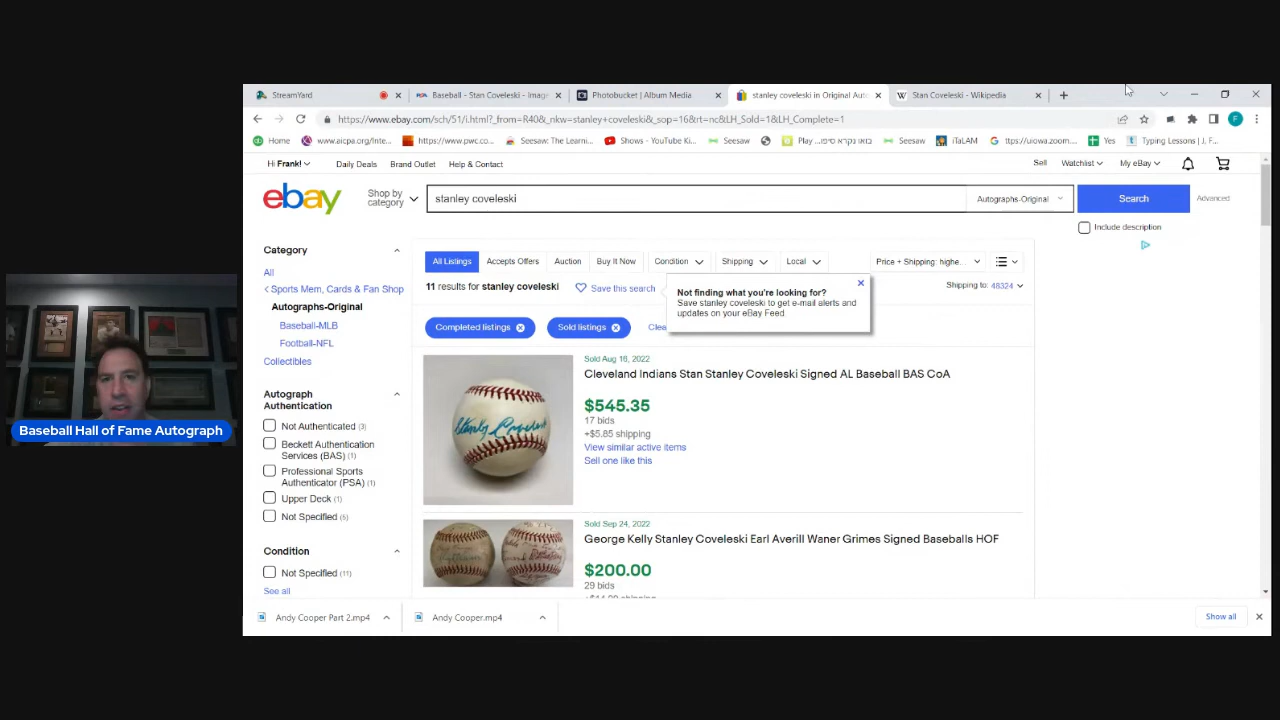 StreamYard
Baseball - Stan Coveleski - Image
Photobucket | Album Media
stanley coveleski in Original Auto
Stan Coveleski - Wikipedia
https://www.ebay.com/sch/51/i.html?_from=R40&_nkw=stanley+coveleski&_sop=16&rt=nc&LH_Sold=1&LH_Complete=1
Home
www.aicpa.org/Inte...
https://www.pwc.co...
Seesaw: The Learni...
Shows - YouTube Ki...
Seesaw
Play
Seesaw
iTaLAM
ttps://uiowa.zoom...
Yes
Typing Lessons | J, F...
Hi Frank!
Daily Deals
Brand Outlet
Help & Contact
Sell
Watchlist
My eBay
ebay
Shop by
category
stanley coveleski
Autographs-Original
Search
Advanced
Include description
Category
All
Sports Mem, Cards & Fan Shop
Autographs-Original
Baseball-MLB
Football-NFL
Collectibles
Autograph
Authentication
Not Authenticated (3)
Beckett Authentication
Services (BAS) (1)
Professional Sports
Authenticator (PSA) (1)
Upper Deck (1)
Not Specified (5)
Condition
Not Specified (11)
See all
All Listings
Accepts Offers
Auction
Buy It Now
Condition
Shipping
Local
Price + Shipping: highe...
11 results for stanley coveleski
Save this search
Shipping to: 48324
Not finding what you're looking for?
Save stanley coveleski to get e-mail alerts and
updates on your eBay Feed
Completed listings
Sold listings
Clea
Sold Aug 16, 2022
Cleveland Indians Stan Stanley Coveleski Signed AL Baseball BAS CoA
$545.35
17 bids
+$5.85 shipping
View similar active items
Sell one like this
Stanley Coveleski
Sold Sep 24, 2022
George Kelly Stanley Coveleski Earl Averill Waner Grimes Signed Baseballs HOF
$200.00
29 bids
Baseball Hall of Fame Autograph
Andy Cooper Part 2.mp4
Andy Cooper.mp4
Show all